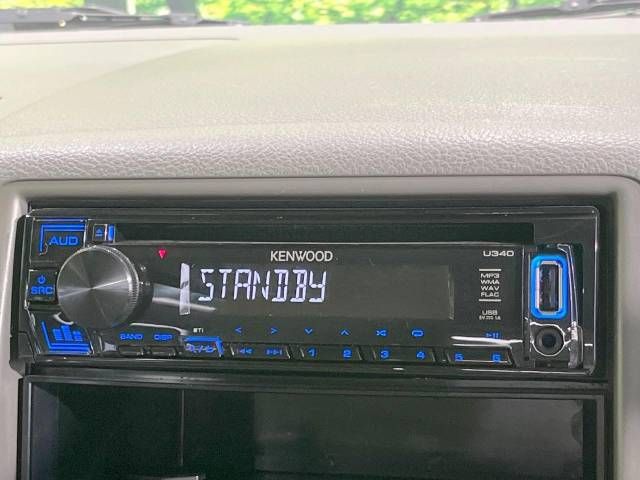 AUD
KENWOOD
U340
SRC
STANDBY
MP3
WMA
WAV
FLAC
USB
BAND
DISP
1
2
3
4
5
6